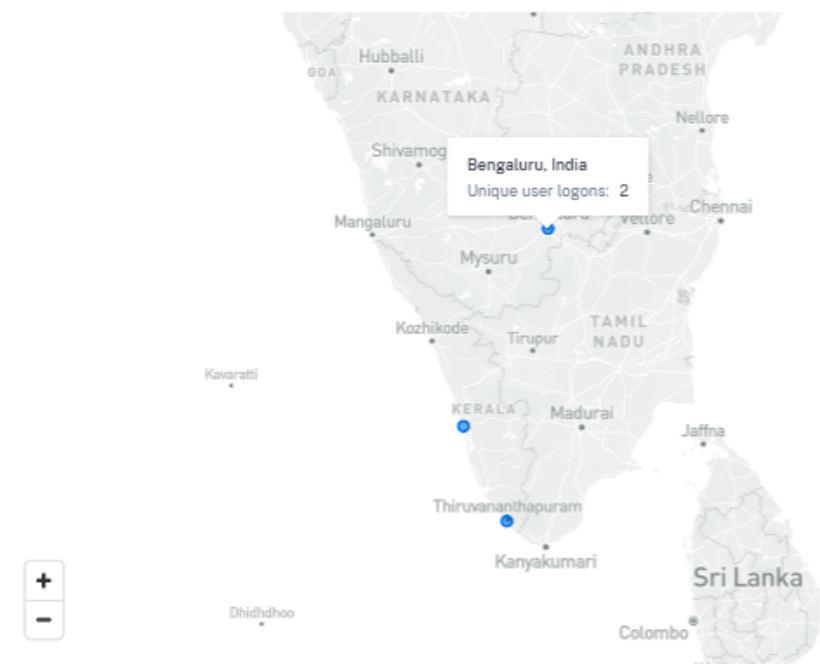 Hubballi
ANDHRA
PRADESH
GOA
KARNATAKA
Nellore
Shivamog
Bengaluru, India
Unique user logons: 2
Chennai
Vellore
Mangaluru
Mysuru
Kozhikode
Tirupur
TAMIL
NADU
Kavaratti
KERALA
Madurai
Jaffna
Thiruvananthapuram
Kanyakumari
+
Sri Lanka
−
Dhidhdhoo
Colombo